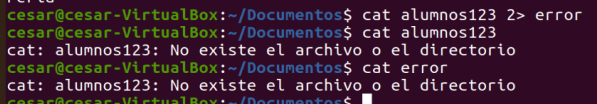 cesar@cesar-VirtualBox:~/Documentos$ cat alumnos123 2> error
cesar@cesar-VirtualBox:~/Documentos$ cat alumnos123
cat: alumnos123: No existe el archivo o el directorio
cesar@cesar-VirtualBox:~/Documentos$ cat error
cat: alumnos123: No existe el archivo o el directorio
cesar@cesar-VirtualBox:~/Documentos$